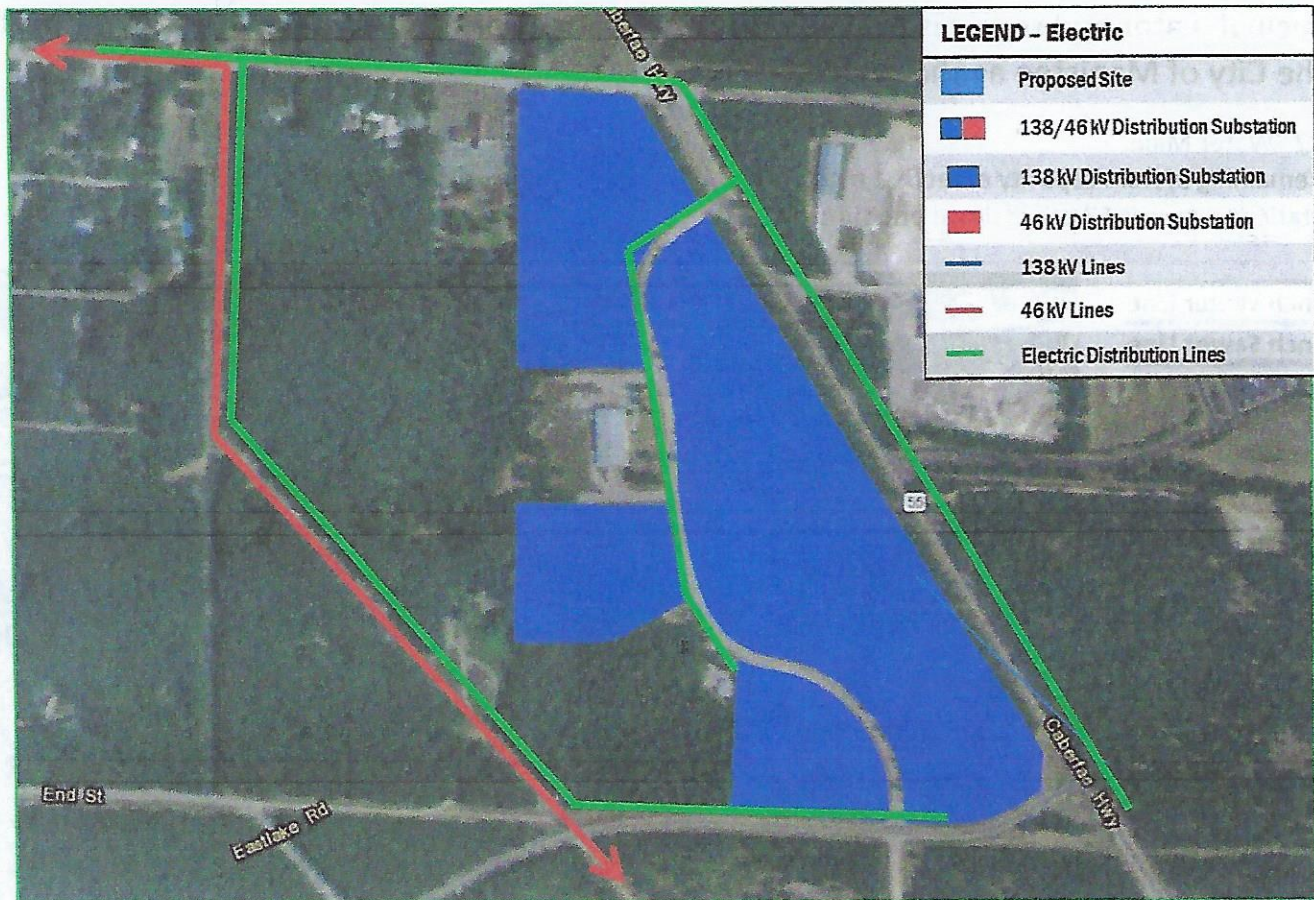 LEGEND – Electric
Proposed Site
138/46 kV Distribution Substation
138 kV Distribution Substation
46 kV Distribution Substation
138 kV Lines
46 kV Lines
Electric Distribution Lines
Hwy
55
Caberfae Hwy
End St
Eastlake Rd